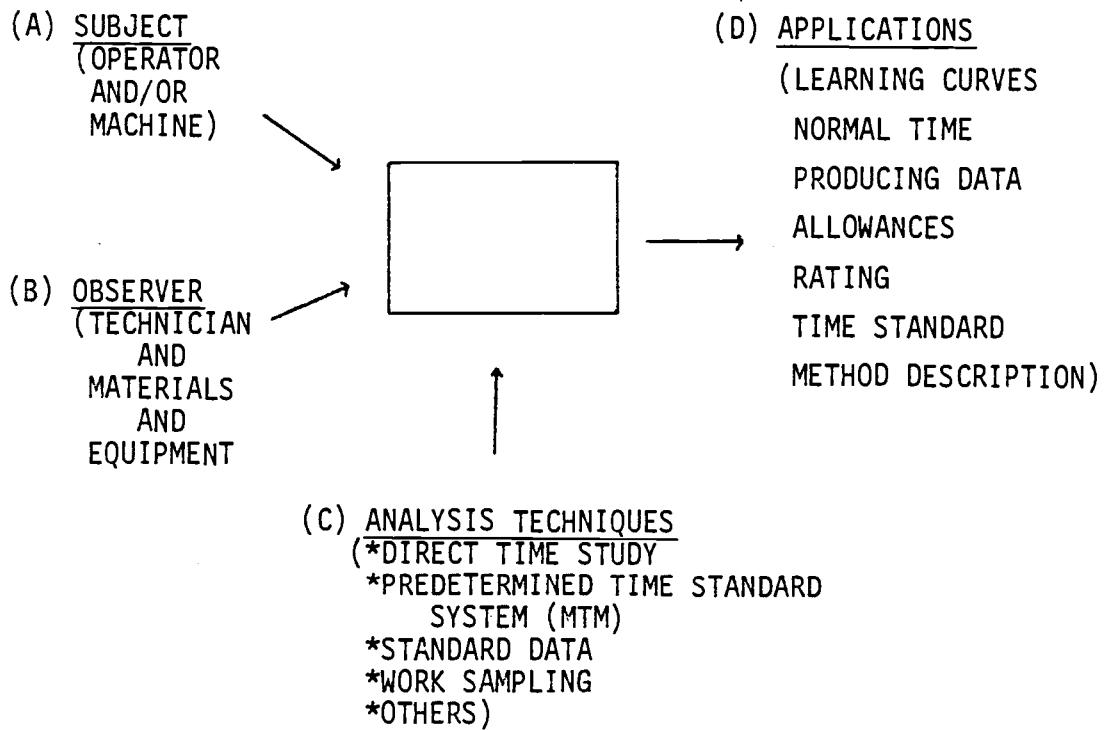 (A) SUBJECT
(OPERATOR
AND/OR
MACHINE)
(B) OBSERVER
(TECHNICIAN
AND
MATERIALS
AND
EQUIPMENT
(C) ANALYSIS TECHNIQUES
(*DIRECT TIME STUDY
*PREDETERMINED TIME STANDARD
SYSTEM (MTM)
*STANDARD DATA
*WORK SAMPLING
*OTHERS)
(D) APPLICATIONS
(LEARNING CURVES
NORMAL TIME
PRODUCING DATA
ALLOWANCES
RATING
TIME STANDARD
METHOD DESCRIPTION)